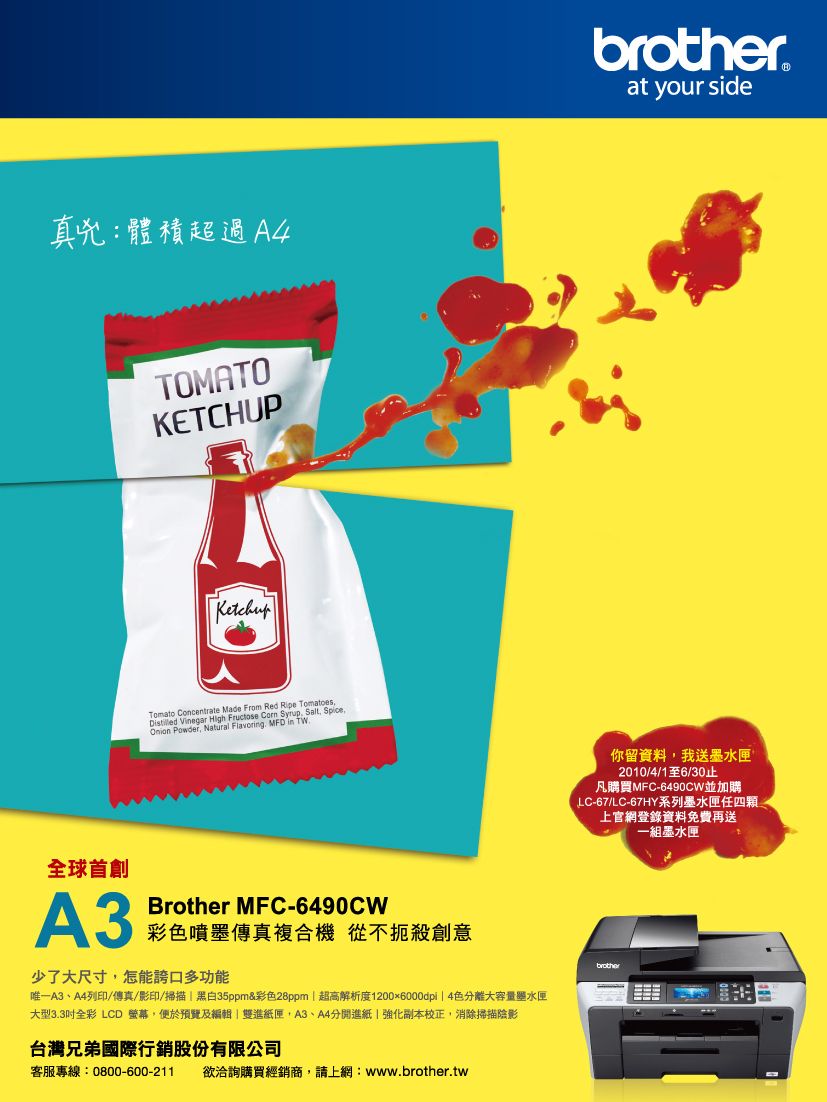 brother
at your side
真兇：體積超過A4
TOMATO
KETCHUP
Ketchup
Tomato Concentrate Made From Red Ripe Tomatoes,
Distilled Vinegar High Fructose Corn Syrup, Salt, Spice,
Onion Powder, Natural Flavoring. MFD in TW.
你留資料，我送墨水匣
2010/4/1至6/30止
凡購買MFC-6490CW並加購
LC-67/LC-67HY系列墨水匣任四顆
上官網登錄資料免費再送
一組墨水匣
全球首創
A3
Brother MFC-6490CW
彩色噴墨傳真複合機 從不扼殺創意
少了大尺寸，怎能誇口多功能
唯一A3、A4列印/傳真/影印/掃描｜黑白35ppm&彩色28ppm｜超高解析度1200×6000dpi｜4色分離大容量墨水匣
大型3.3吋全彩 LCD 螢幕，便於預覽及編輯｜雙進紙匣，A3、A4分開進紙｜強化副本校正，消除掃描陰影
台灣兄弟國際行銷股份有限公司
客服專線：0800-600-211 欲洽詢購買經銷商，請上網：www.brother.tw
brother